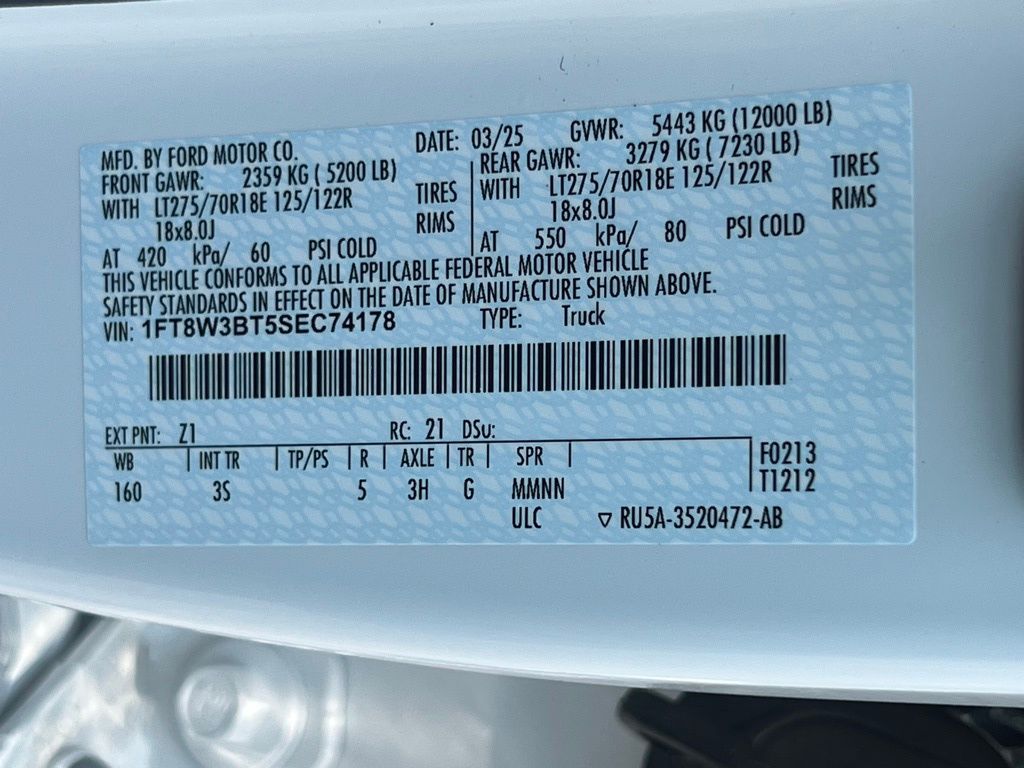 MFD. BY FORD MOTOR CO. DATE: 03/25 GVWR: 5443 KG (12000 LB)
FRONT GAWR: 2359 KG ( 5200 LB) REAR GAWR: 3279 KG ( 7230 LB)
WITH LT275/70R18E 125/122R TIRES WITH LT275/70R18E 125/122R TIRES
18x8.0J RIMS 18x8.0J RIMS
AT 420 kPa/ 60 PSI COLD AT 550 kPa/ 80 PSI COLD
THIS VEHICLE CONFORMS TO ALL APPLICABLE FEDERAL MOTOR VEHICLE
SAFETY STANDARDS IN EFFECT ON THE DATE OF MANUFACTURE SHOWN ABOVE.
VIN: 1FT8W3BT5SEC74178 TYPE: Truck
EXT PNT: Z1 RC: 21 DSO:
WB INT TR TP/PS R AXLE TR SPR F0213
160 3S 5 3H G MMNN T1212
ULC ▽ RU5A-3520472-AB